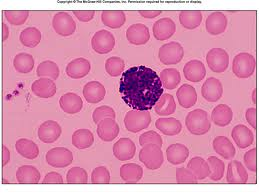 Copyright © The McGraw-Hill Companies, Inc. Permission required for reproduction or display.